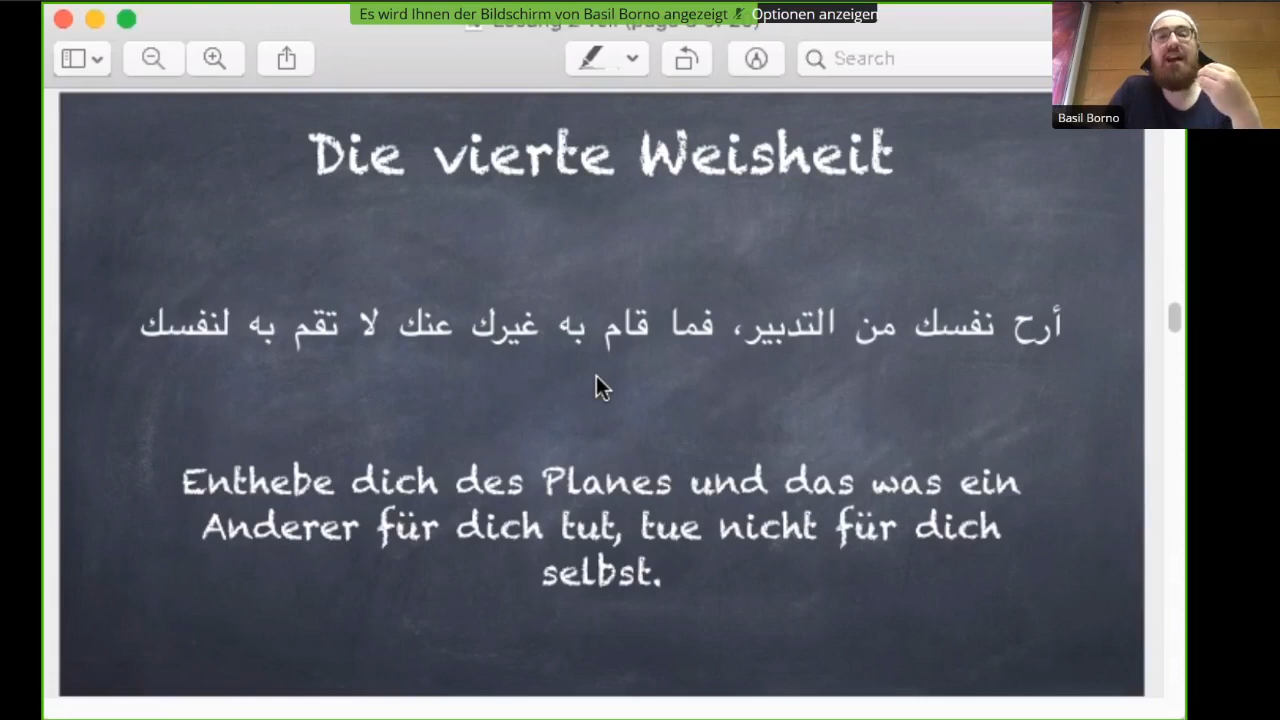 Es wird Ihnen der Bildschirm von Basil Borno angezeigt
Optionen anzeigen
Search
Basil Borno
Die vierte Weisheit
أرح نفسك من التدبير، فما قام به غيرك عنك لا تقم به لنفسك
Enthebe dich des Planes und das was ein
Anderer für dich tut, tue nicht für dich
selbst.